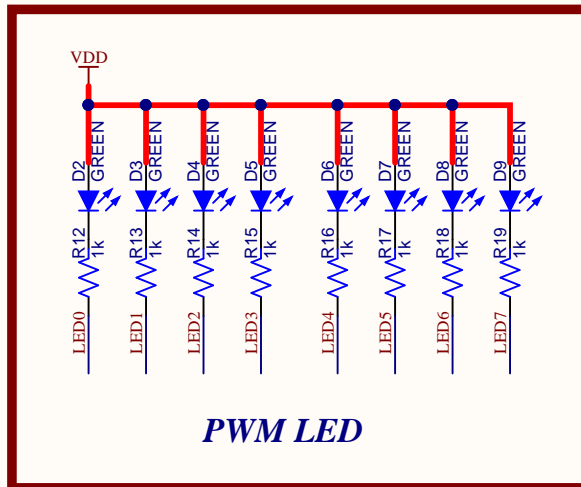 VDD
D2 GREEN
D3 GREEN
D4 GREEN
D5 GREEN
D6 GREEN
D7 GREEN
D8 GREEN
D9 GREEN
R12 1k
R13 1k
R14 1k
R15 1k
R16 1k
R17 1k
R18 1k
R19 1k
LED0
LED1
LED2
LED3
LED4
LED5
LED6
LED7
PWM LED